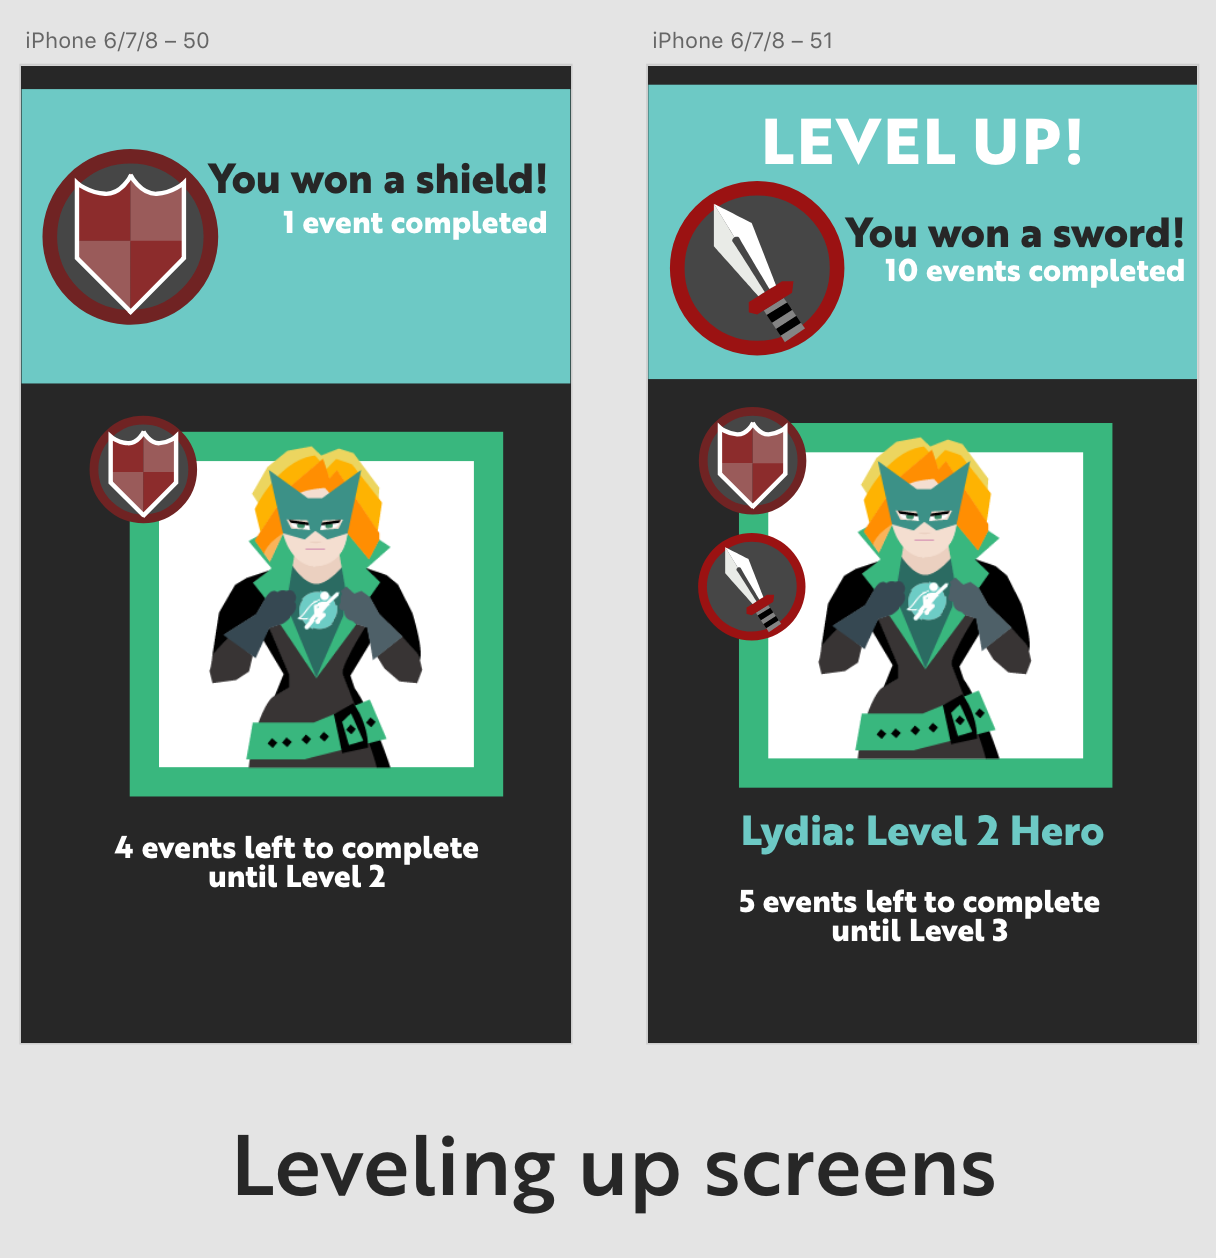 iPhone 6/7/8 – 50
You won a shield!
1 event completed
4 events left to complete
until Level 2
iPhone 6/7/8 – 51
LEVEL UP!
You won a sword!
10 events completed
Lydia: Level 2 Hero
5 events left to complete
until Level 3
Leveling up screens